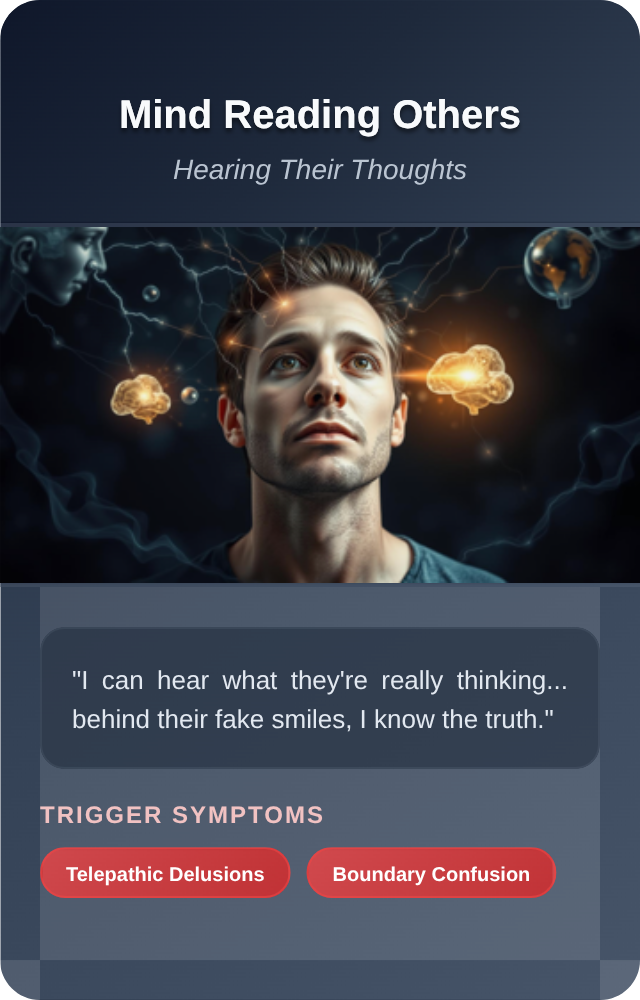 Mind Reading Others
Hearing Their Thoughts
"I can hear what they're really thinking...
behind their fake smiles, I know the truth."
TRIGGER SYMPTOMS
Telepathic Delusions
Boundary Confusion